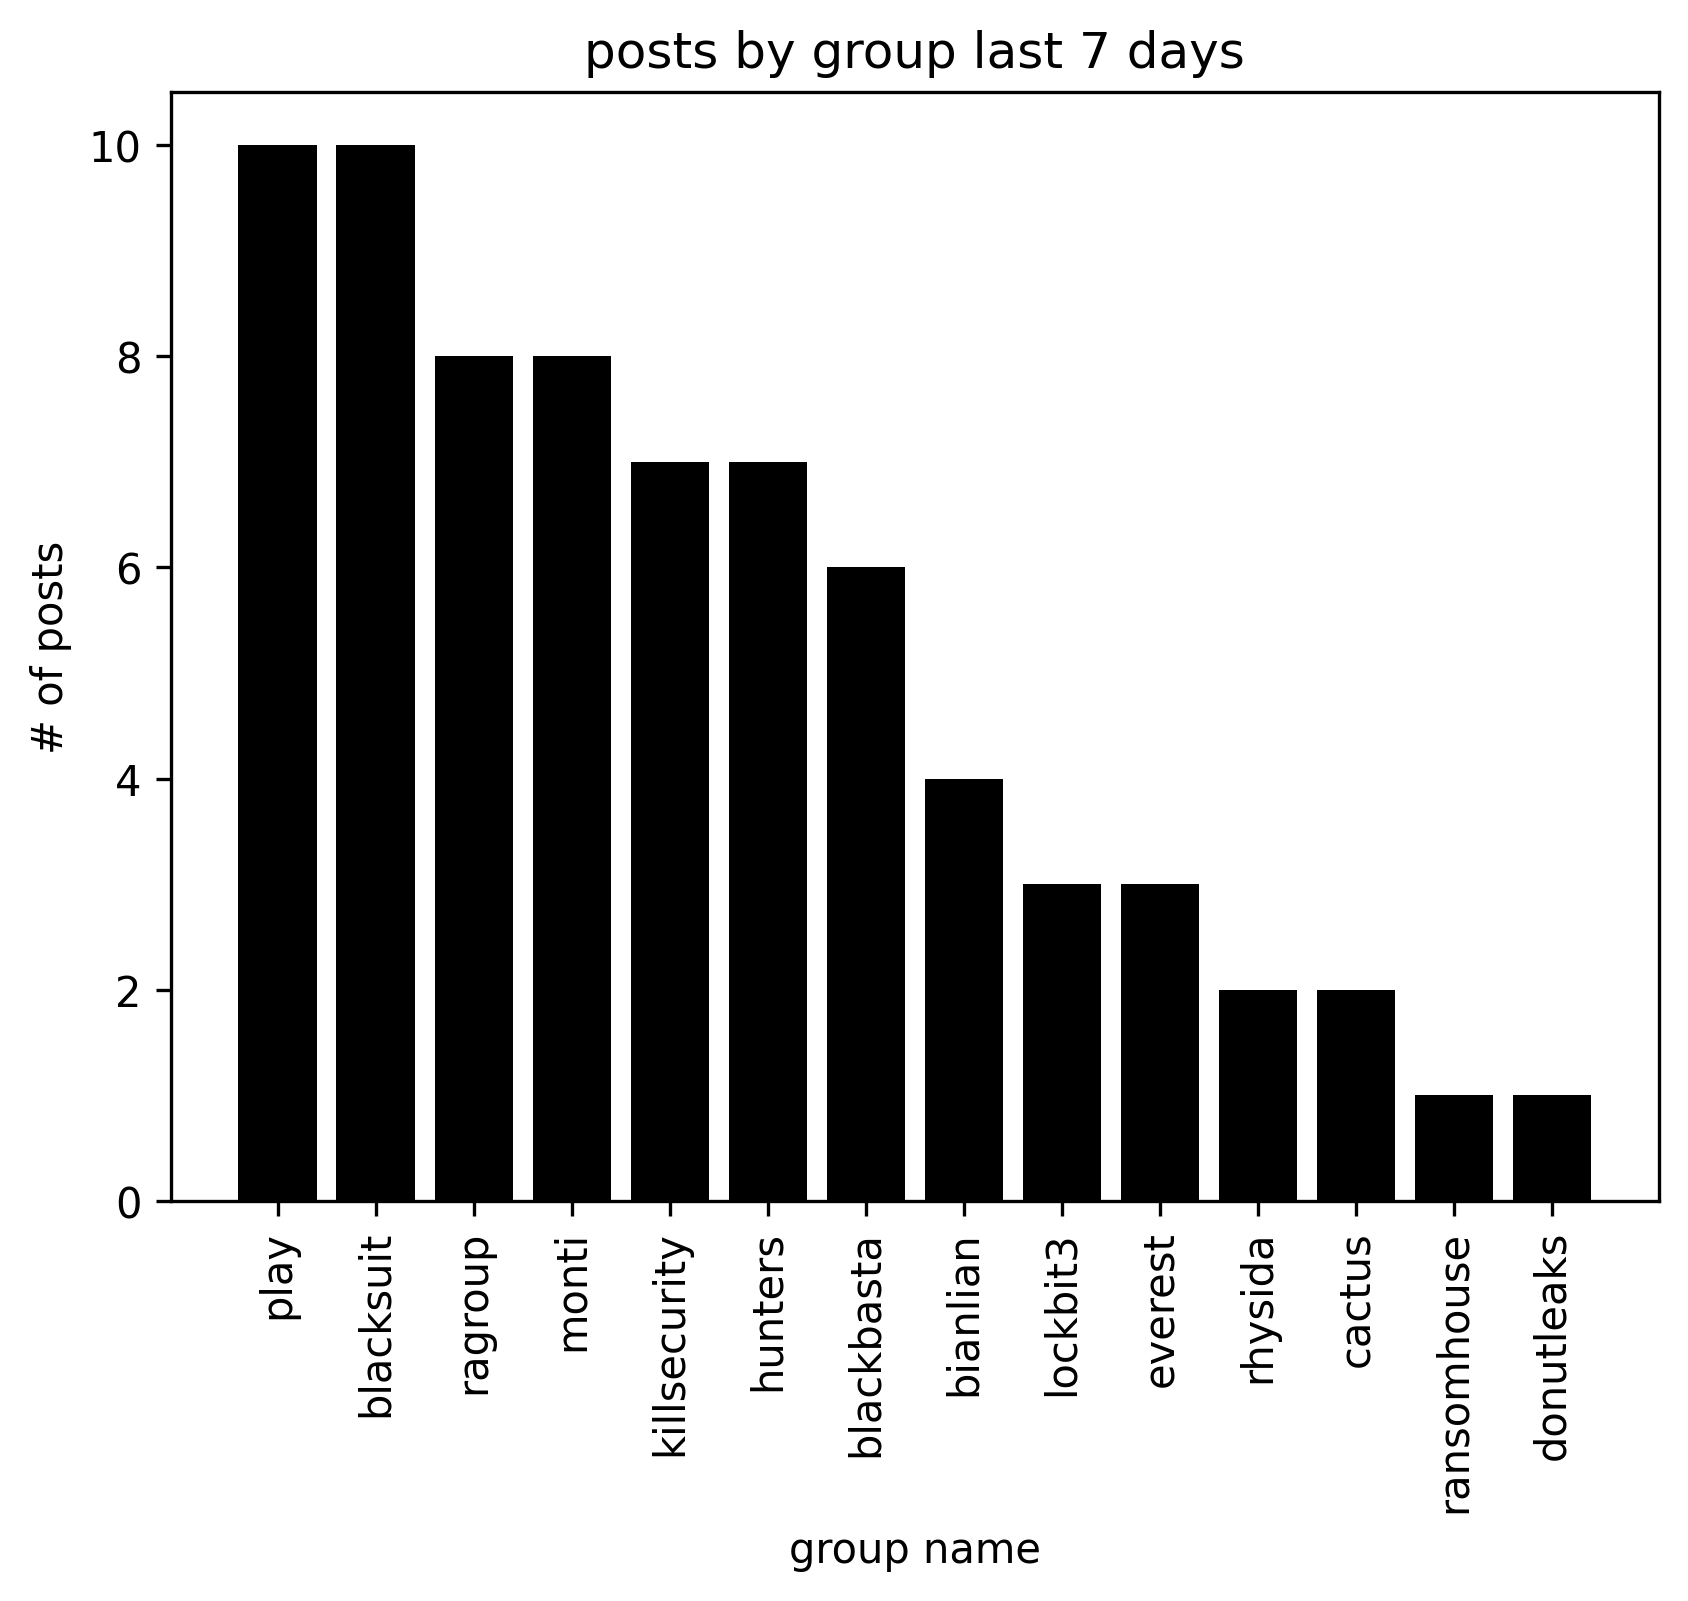 posts by group last 7 days
10
8
6
4
2
0
# of posts
play
blacksuit
ragroup
monti
killsecurity
hunters
blackbasta
bianlian
lockbit3
everest
rhysida
cactus
ransomhouse
donutleaks
group name